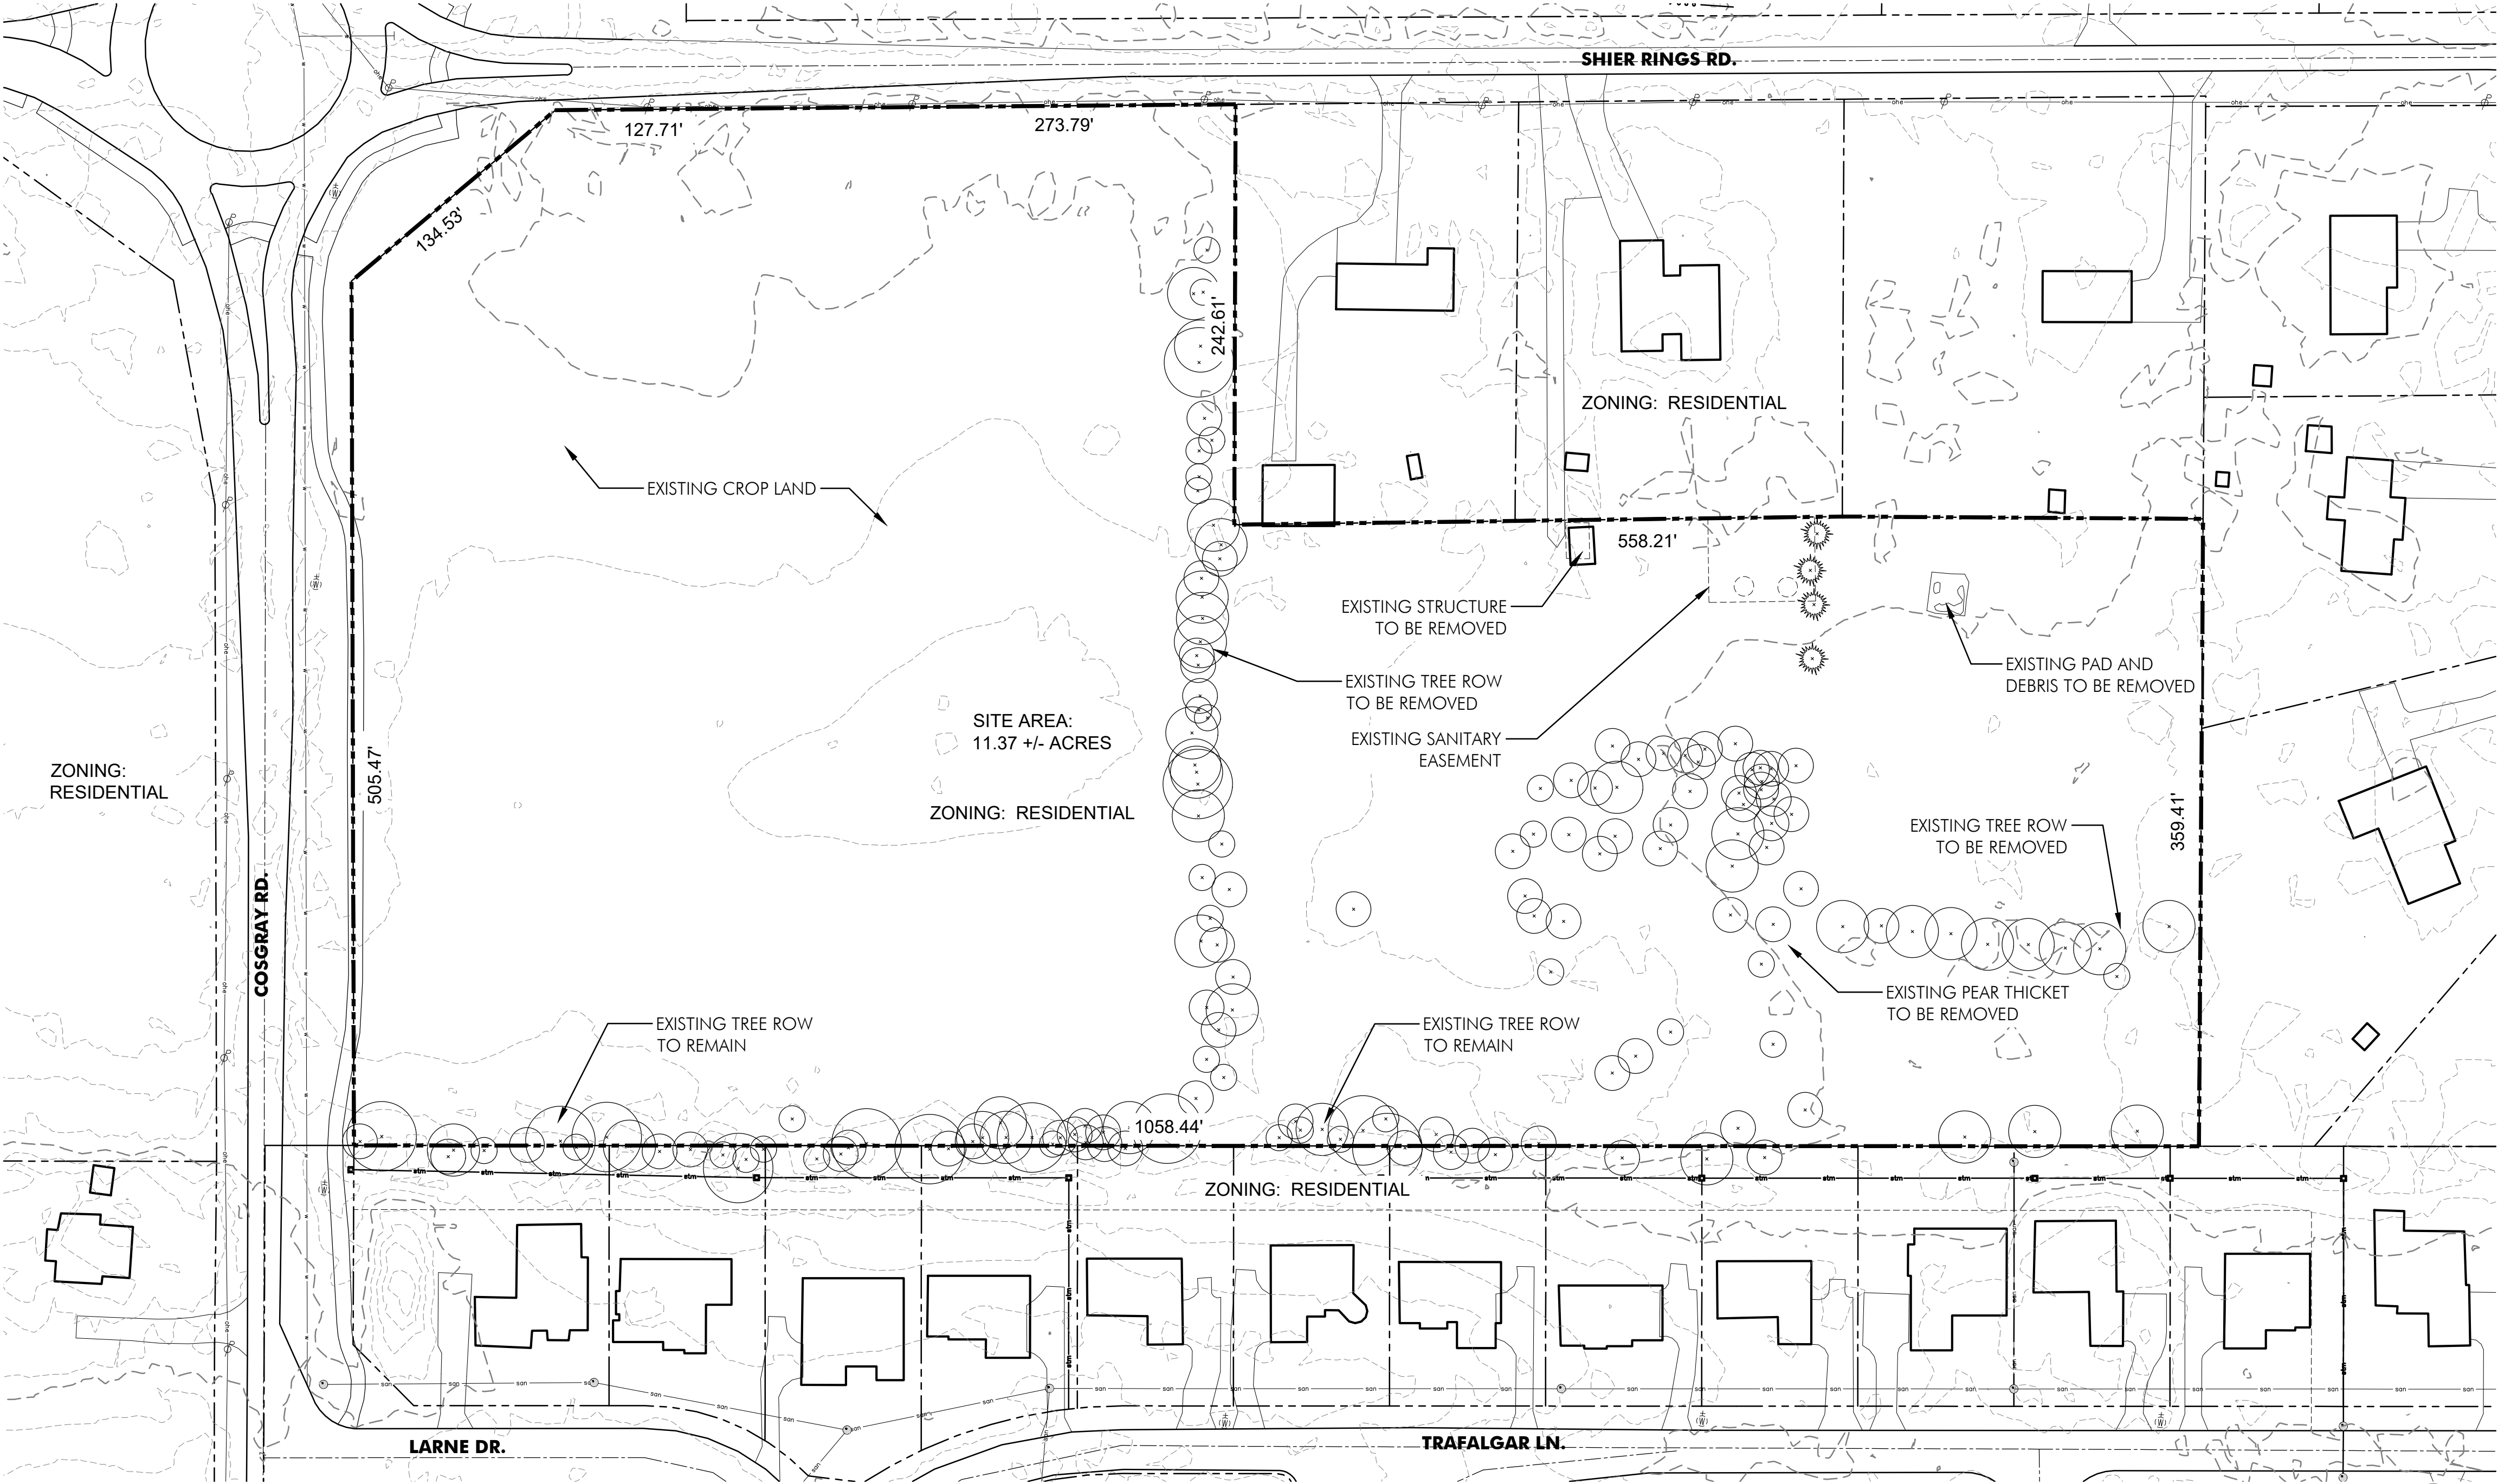 SHIER RINGS RD.
127.71'
273.79'
134.53'
242.61'
ZONING: RESIDENTIAL
EXISTING CROP LAND
558.21'
EXISTING STRUCTURE
TO BE REMOVED
EXISTING TREE ROW
TO BE REMOVED
EXISTING PAD AND
DEBRIS TO BE REMOVED
EXISTING SANITARY
EASEMENT
SITE AREA:
11.37 +/- ACRES
505.47'
ZONING:
RESIDENTIAL
ZONING: RESIDENTIAL
359.41'
EXISTING TREE ROW
TO BE REMOVED
COSGRAY RD.
EXISTING PEAR THICKET
TO BE REMOVED
EXISTING TREE ROW
TO REMAIN
EXISTING TREE ROW
TO REMAIN
1058.44'
ZONING: RESIDENTIAL
LARNE DR.
TRAFALGAR LN.